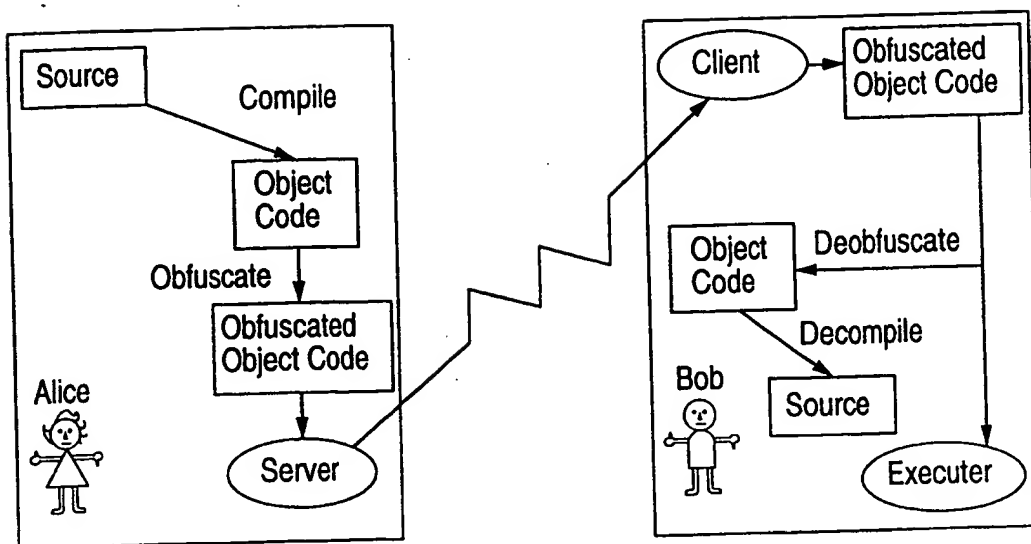 Source
Compile
Object
Code
Obfuscate
Obfuscated
Object Code
Alice
Server
Client
Obfuscated
Object Code
Object
Code
Deobfuscate
Decompile
Bob
Source
Executer